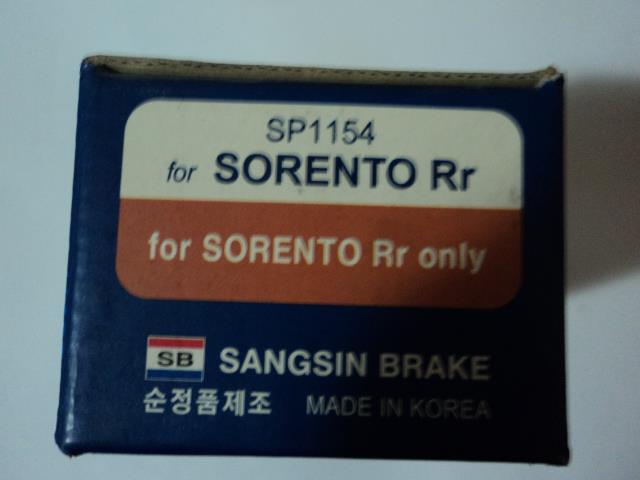 SP1154
for SORENTO Rr
for SORENTO Rr only
SB SANGSIN BRAKE
순정품제조 MADE IN KOREA